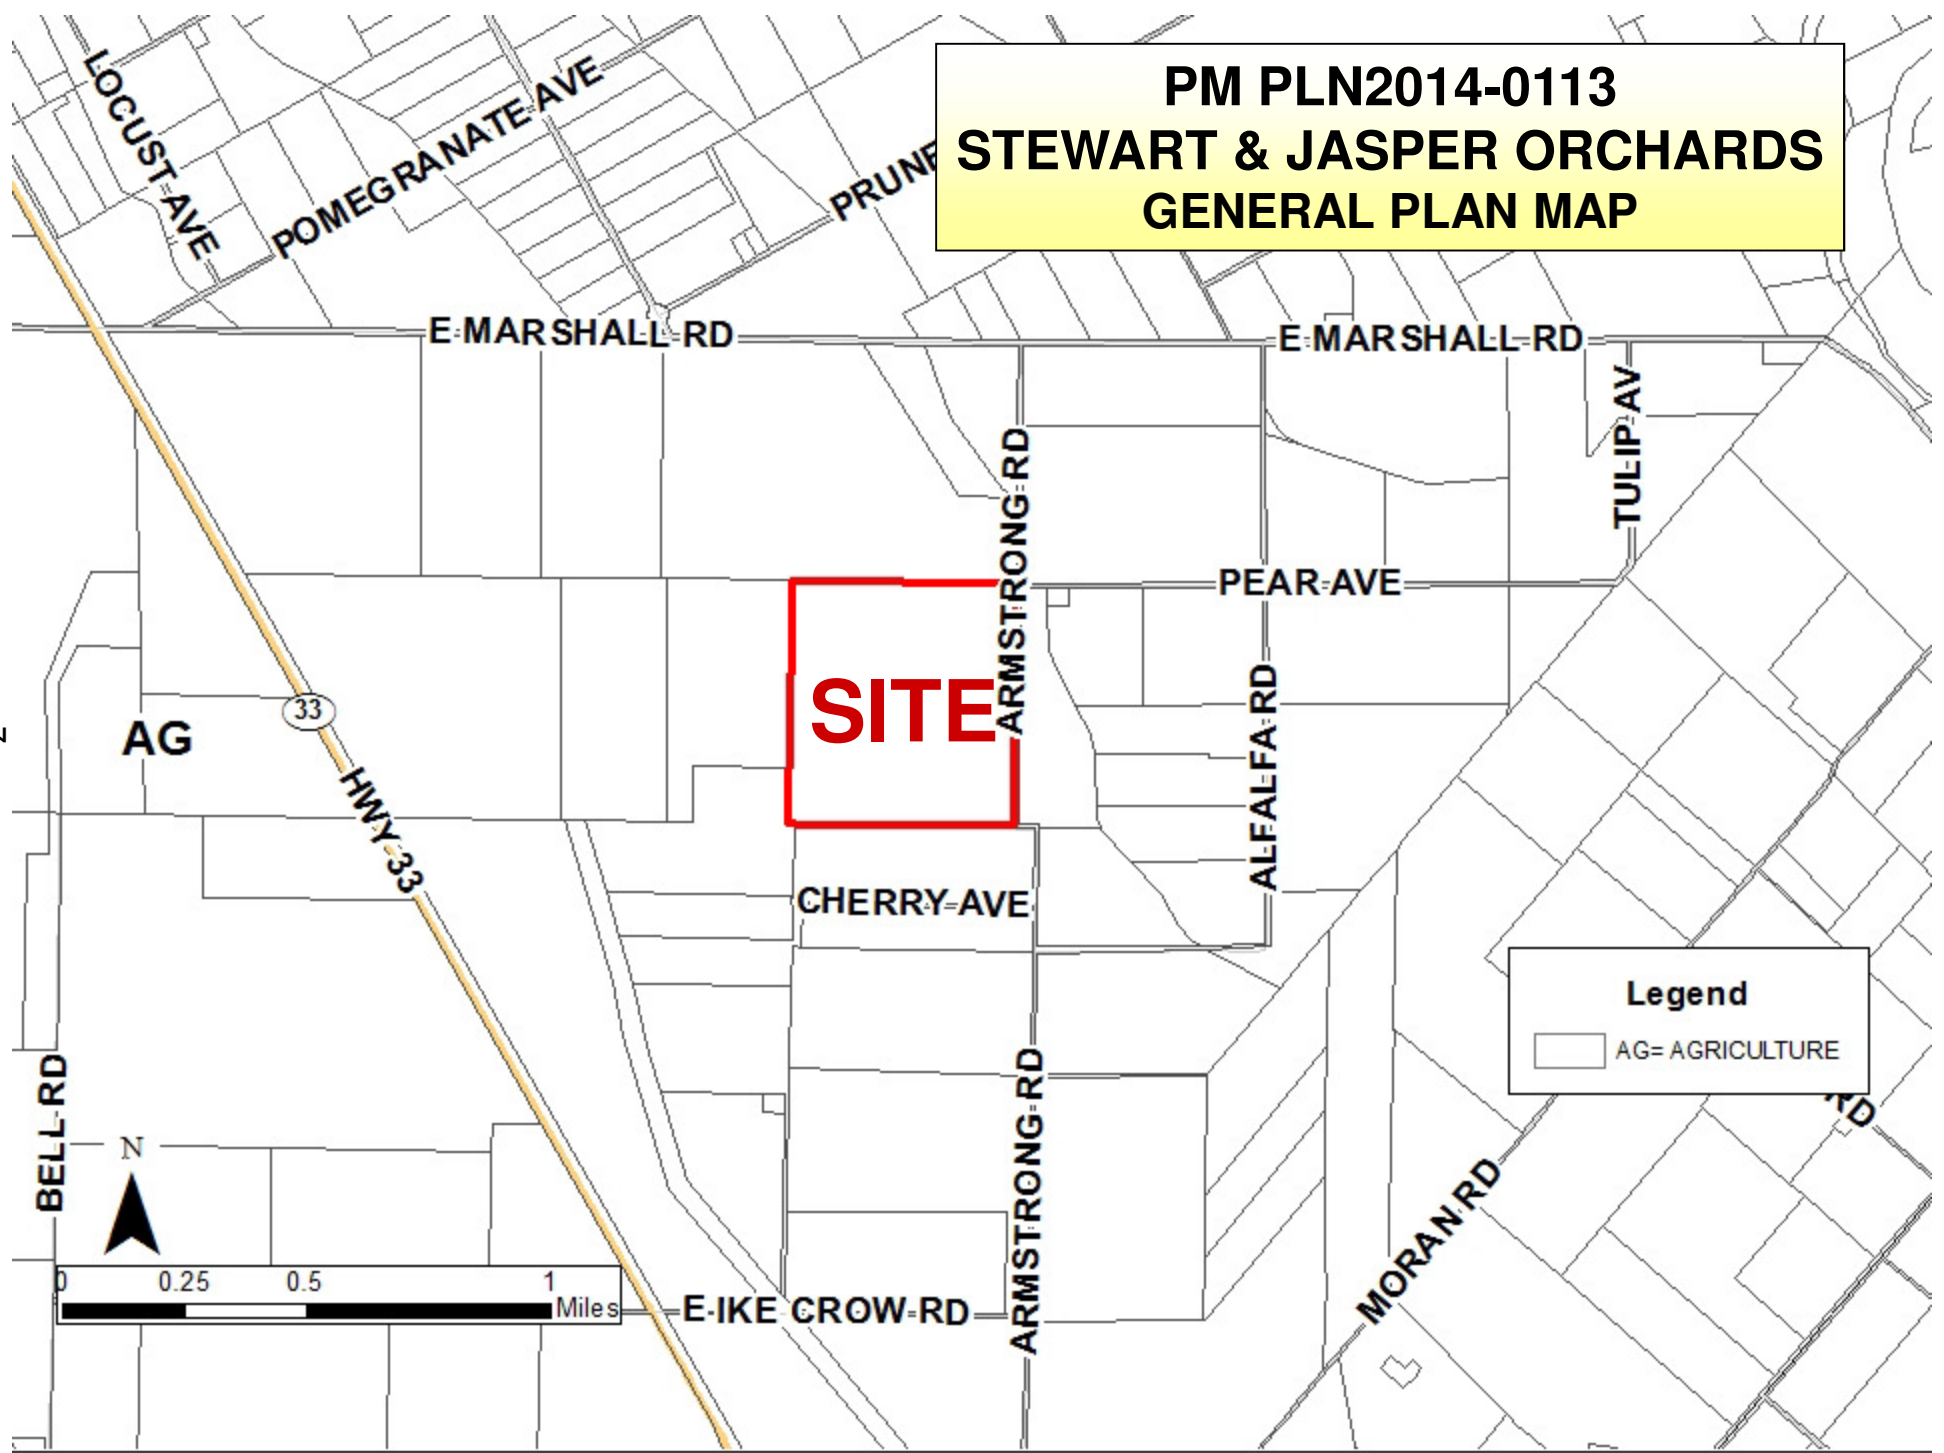 PM PLN2014-0113
STEWART & JASPER ORCHARDS
GENERAL PLAN MAP
LOCUST AVE
POMEGRANATE AVE
PRUNE
E MARSHALL RD
E MARSHALL RD
TULIP AV
ARMSTRONG RD
PEAR AVE
SITE
33
AG
HWY 33
ALFALFA RD
CHERRY AVE
Legend
AG= AGRICULTURE
RD
BELL RD
N
ARMSTRONG RD
MORAN RD
0 0.25 0.5 1
Miles
E IKE CROW RD